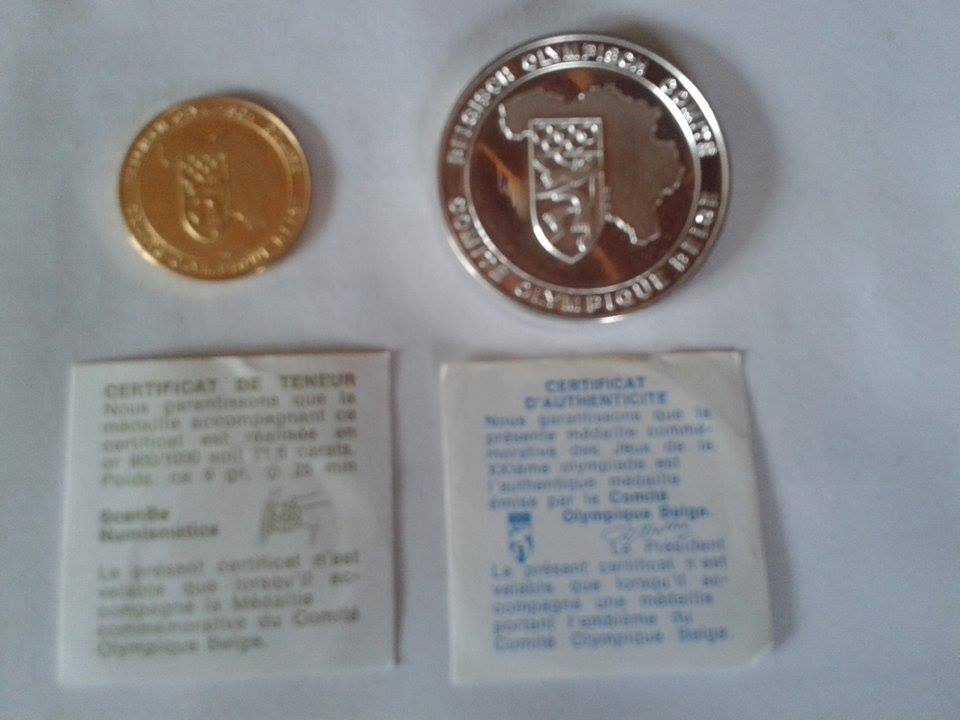 BELGISCH OLYMPISCH COMITE
COMITE OLYMPIQUE BELGE
CERTIFICAT DE TENEUR
Nous garantissons que la
médaille accompagnant ce
certificat est réalisée en
or 900/1000 soit 21,6 carats.
Poids: ca 6 gr.
mm
Numismatics
Le présent certificat n'est
valable que lorsqu'il ac-
compagne la Médaille
commémorative du Comité
Olympique Belge.
CERTIFICAT
D'AUTHENTICITE
Nous garantissons que la
présente médaille commé-
morative des Jeux de la
XXIème olympiade est
l'authentique médaille
émise par le Comité
Olympique Belge.
Le Président
Le présent certificat n'est
valable que lorsqu'il ac-
compagne une médaille
portant l'emblème du
Comité Olympique Belge.